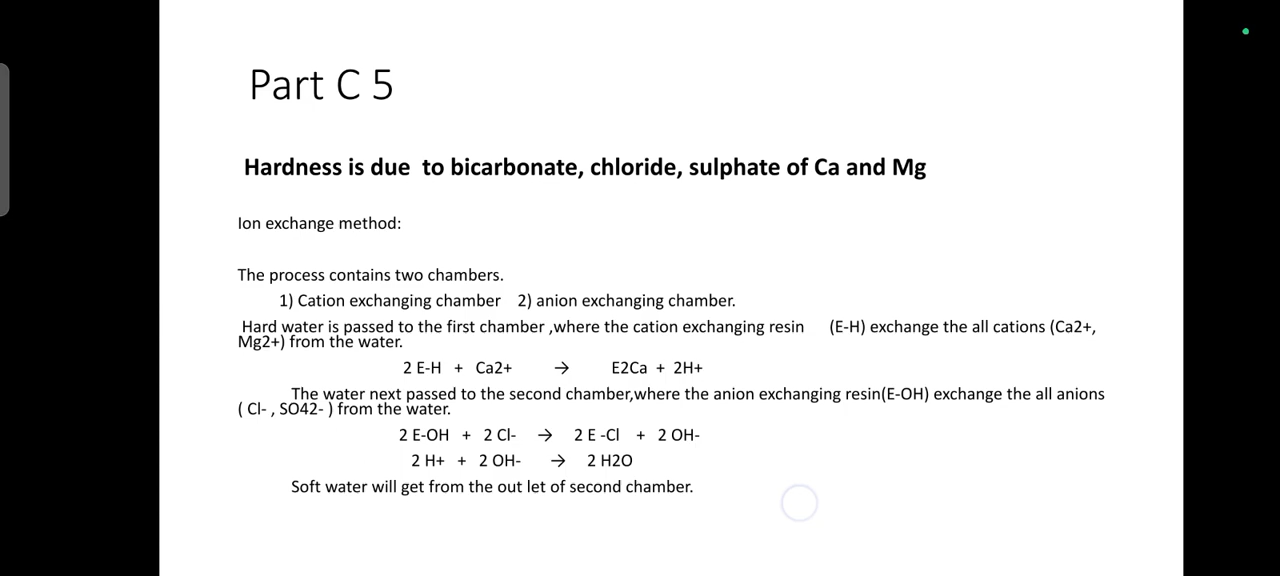 Part C 5
Hardness is due  to bicarbonate, chloride, sulphate of Ca and Mg
Ion exchange method:
The process contains two chambers.
1) Cation exchanging chamber   2) anion exchanging chamber.
Hard water is passed to the first chamber ,where the cation exchanging resin     (E-H) exchange the all cations (Ca2+,
Mg2+) from the water.
2 E-H  +  Ca2+     →     E2Ca  +  2H+
The water next passed to the second chamber,where the anion exchanging resin(E-OH) exchange the all anions
( Cl- , SO42- ) from the water.
2 E-OH  +  2 Cl-   →   2 E -Cl   +  2 OH-
2 H+  +  2 OH-     →    2 H2O
Soft water will get from the out let of second chamber.